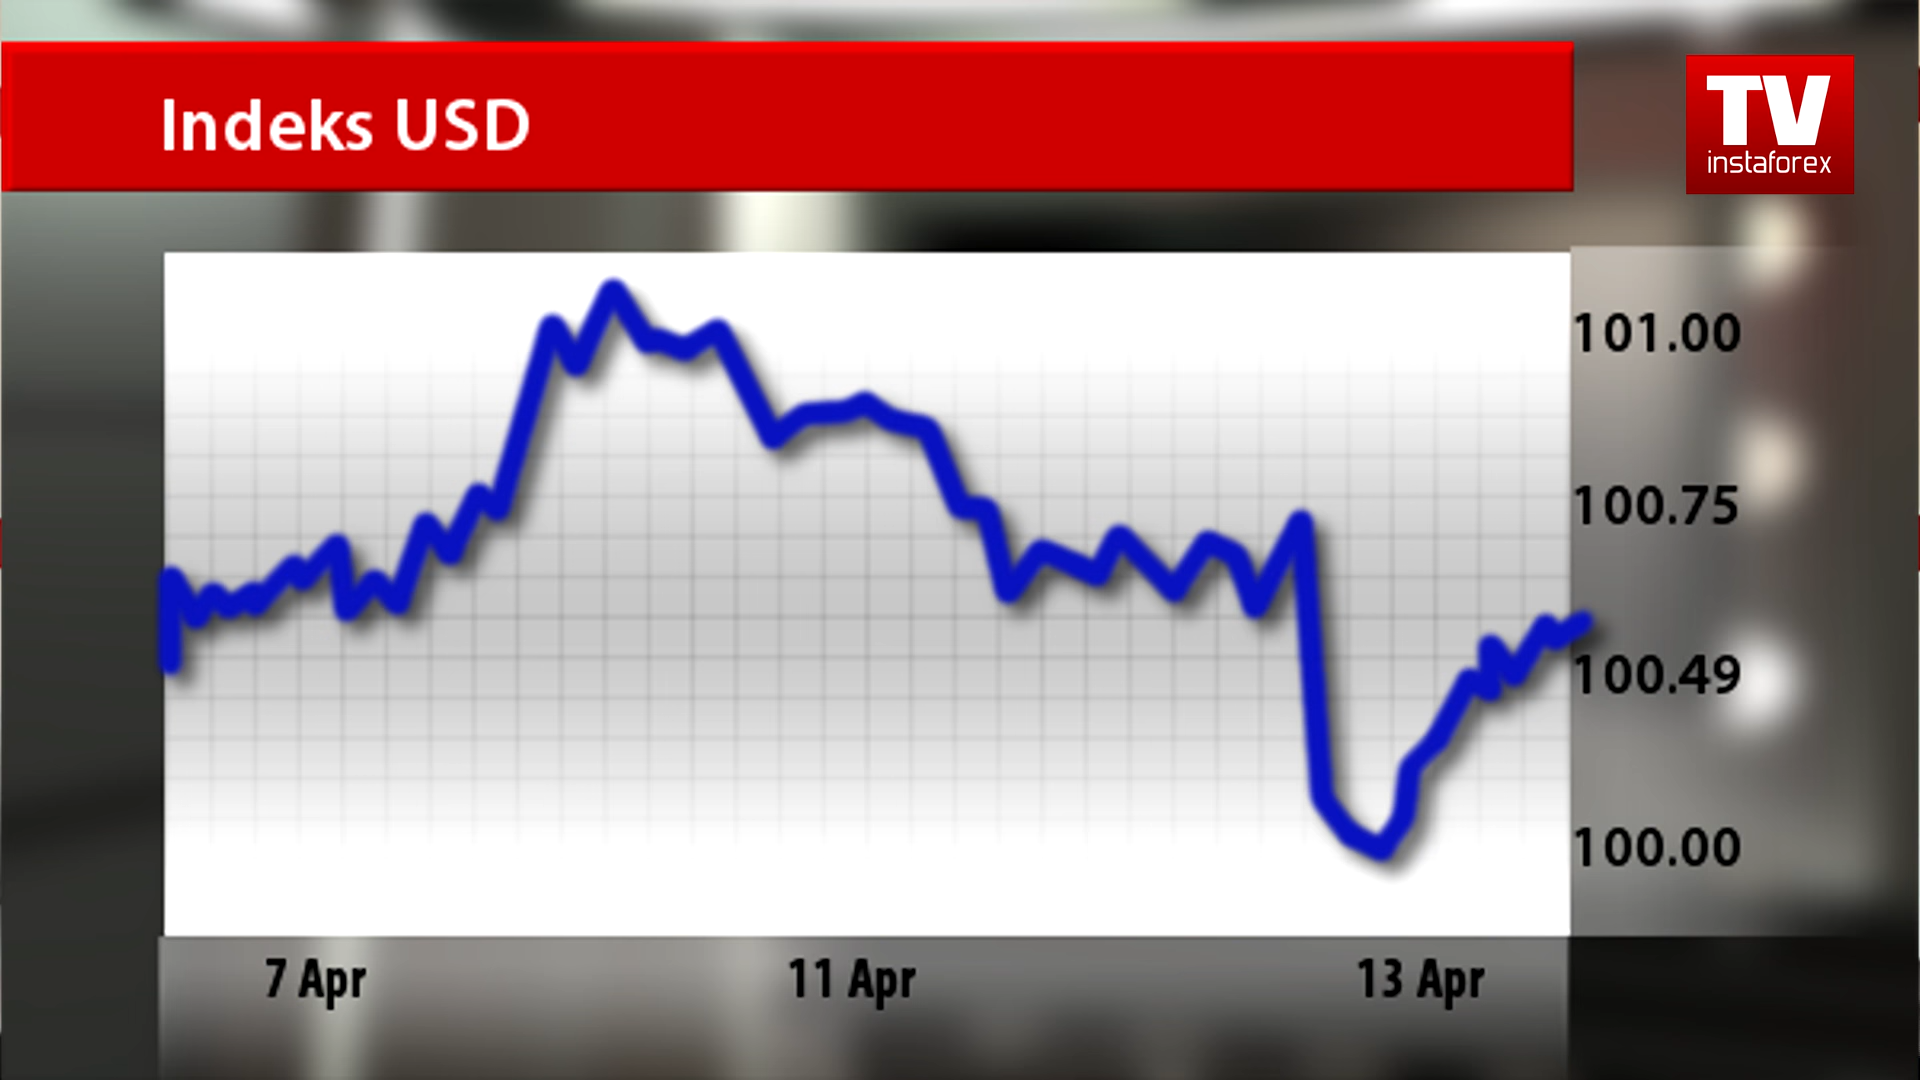 Indeks USD
TV
instaforex
101.00
100.75
100.49
100.00
7 Apr
11 Apr
13 Apr